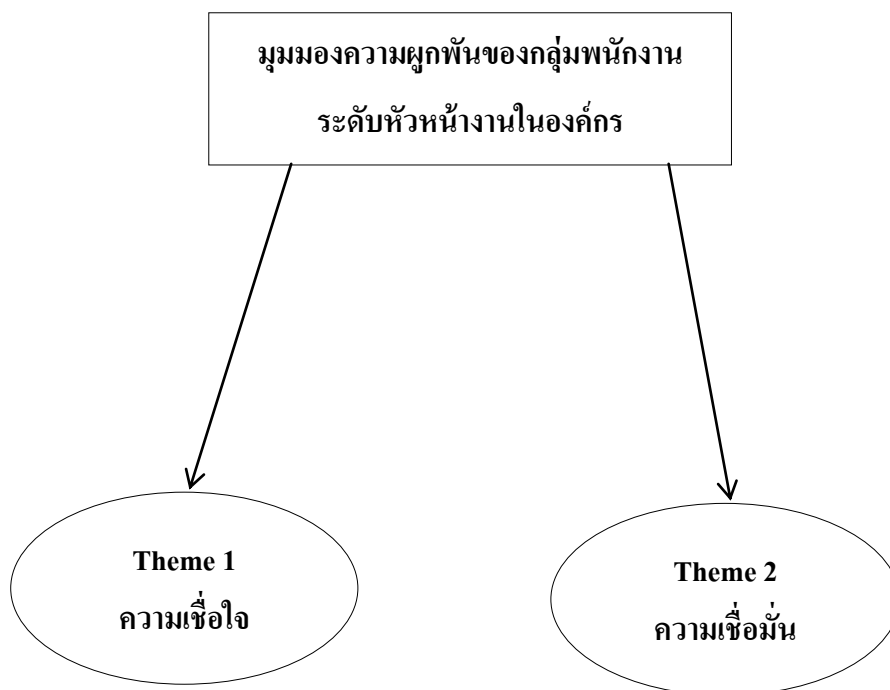 มุมมองความผูกพันของกลุ่มพนักงาน
ระดับหัวหน้างานในองค์กร
Theme 1
ความเชื่อใจ
Theme 2
ความเชื่อมั่น